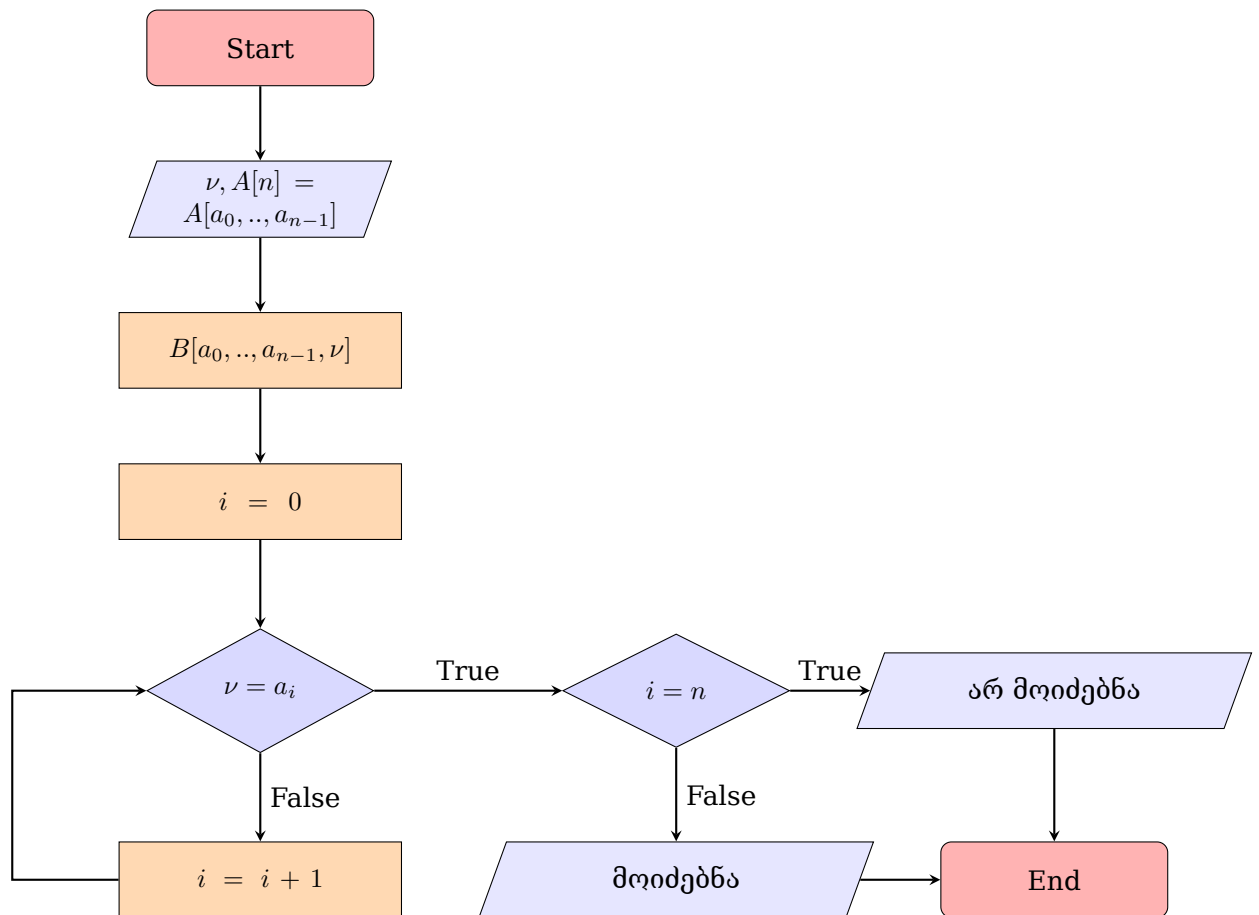 Start
ν, A[n] =
A[a₀, .., aₙ₋₁]
B[a₀, .., aₙ₋₁, ν]
i = 0
ν = aᵢ
True
i = n
True
არ მოიძებნა
False
False
i = i + 1
მოიძებნა
End